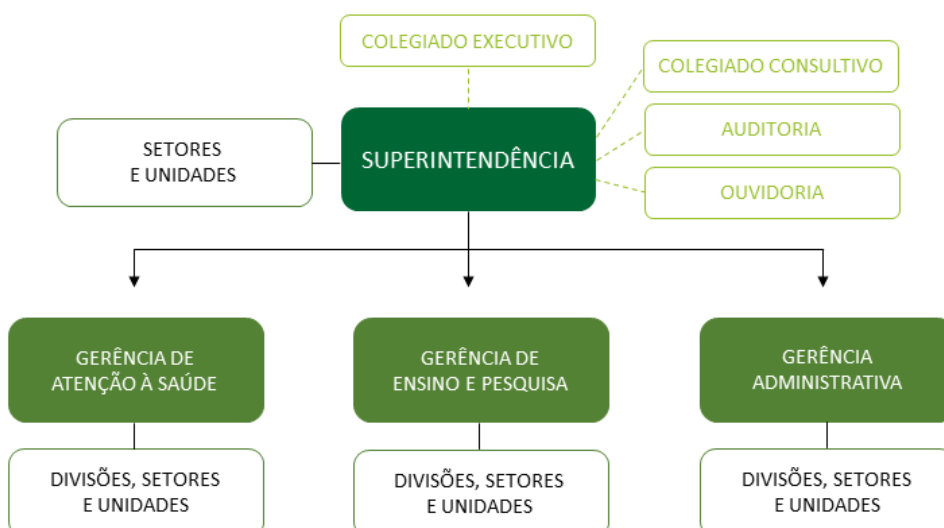 COLEGIADO EXECUTIVO
COLEGIADO CONSULTIVO
SETORES
E UNIDADES
SUPERINTENDÊNCIA
AUDITORIA
OUVIDORIA
GERÊNCIA DE
ATENÇÃO À SAÚDE
GERÊNCIA DE
ENSINO E PESQUISA
GERÊNCIA
ADMINISTRATIVA
DIVISÕES, SETORES
E UNIDADES
DIVISÕES, SETORES
E UNIDADES
DIVISÕES, SETORES
E UNIDADES